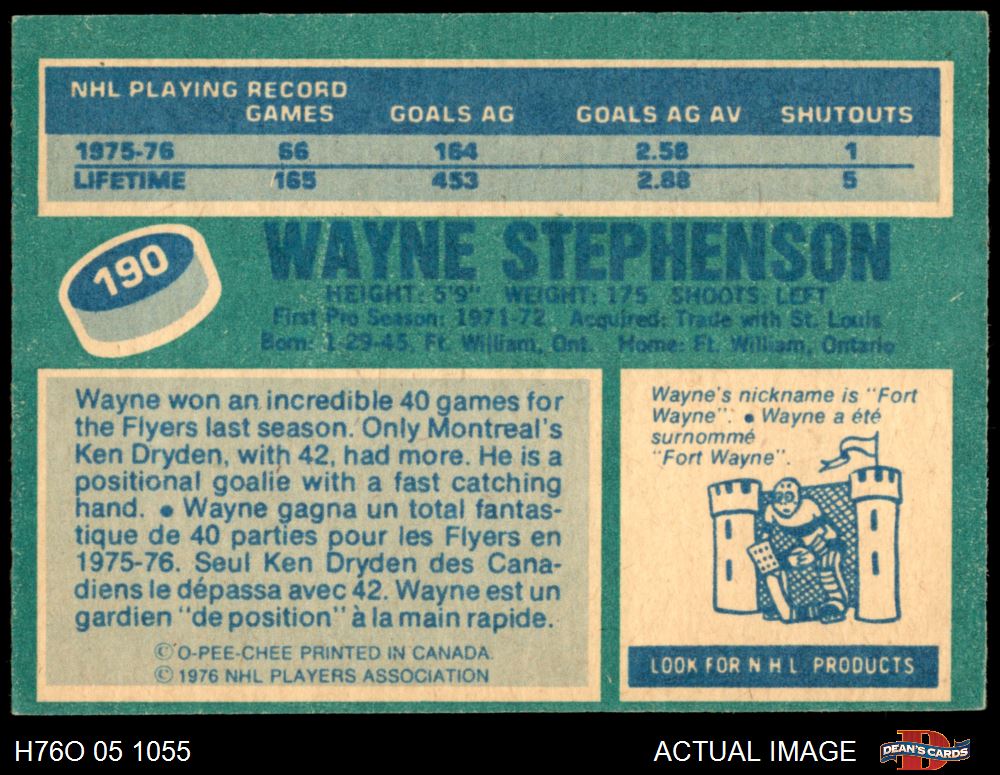 NHL PLAYING RECORD
GAMES GOALS AG GOALS AG AV SHUTOUTS
1975-76 66 164 2.58 1
LIFETIME 165 453 2.88 5
190
WAYNE STEPHENSON
HEIGHT: 5'9" WEIGHT: 175 SHOOTS: LEFT
First Pro Season: 1971-72 Acquired: Trade with St. Louis
Born: 1-29-45, Ft. William, Ont. Home: Ft. William, Ontario
Wayne won an incredible 40 games for
the Flyers last season. Only Montreal's
Ken Dryden, with 42, had more. He is a
positional goalie with a fast catching
hand. • Wayne gagna un total fantas-
tique de 40 parties pour les Flyers en
1975-76. Seul Ken Dryden des Cana-
diens le dépassa avec 42. Wayne est un
gardien "de position" à la main rapide.
© O-PEE-CHEE PRINTED IN CANADA.
© 1976 NHL PLAYERS ASSOCIATION
Wayne's nickname is "Fort
Wayne". • Wayne a été
surnommé
"Fort Wayne".
LOOK FOR N H L PRODUCTS
H76O 05 1055
ACTUAL IMAGE
DEAN'S CARDS